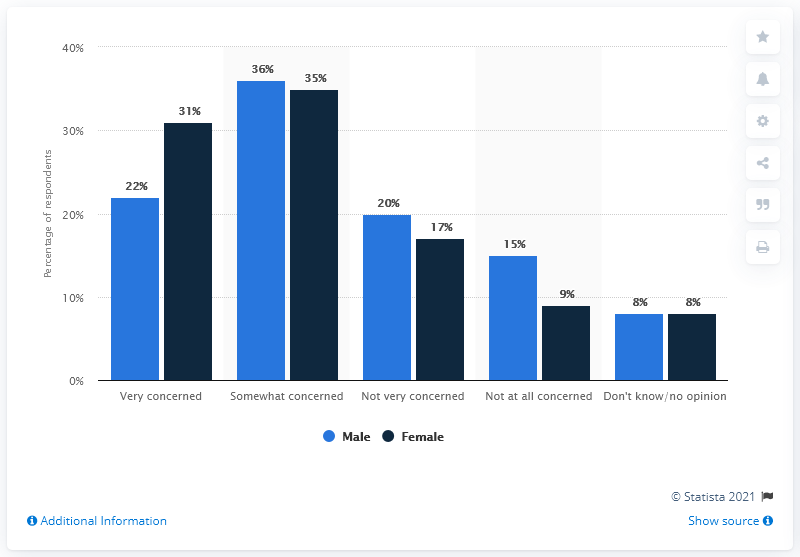 40%
30%
20%
10%
0%
Percentage of respondents
22%
31%
36%
35%
20%
17%
15%
9%
8%
8%
Very concerned
Somewhat concerned
Not very concerned
Not at all concerned
Don't know/no opinion
Male
Female
© Statista 2021
Additional Information
Show source